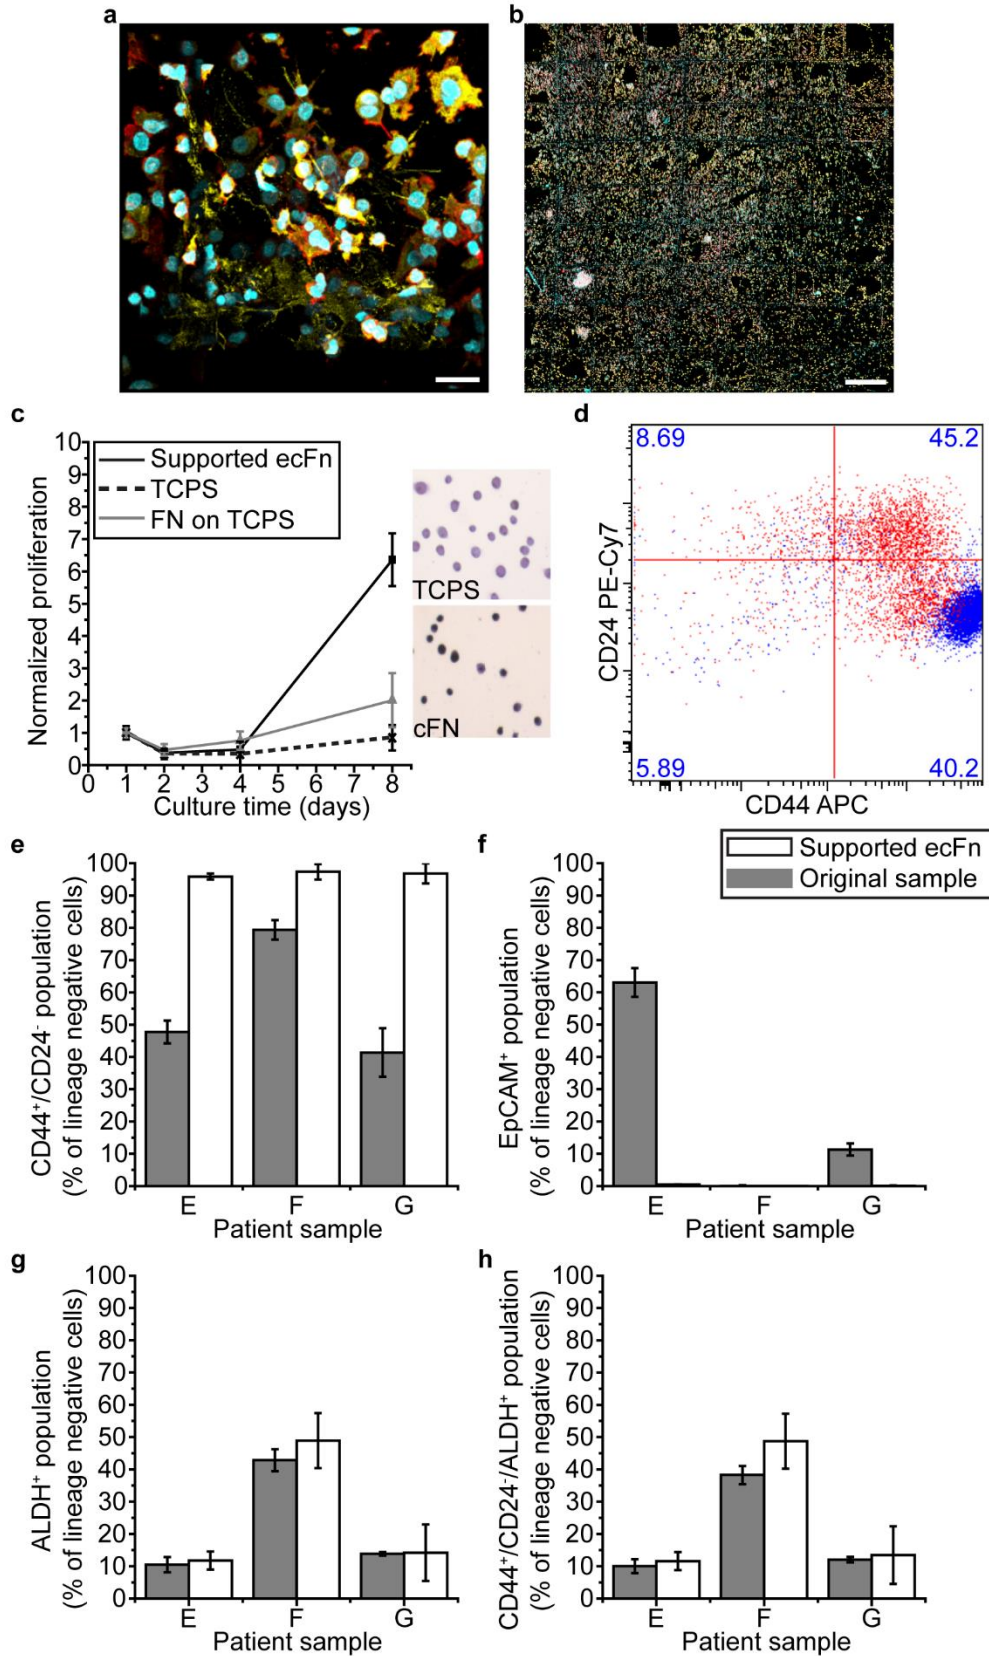 a
b
c
10
9
8
7
6
5
4
3
2
1
0
Normalized proliferation
Supported ecFn
TCPS
FN on TCPS
0 1 2 3 4 5 6 7 8
Culture time (days)
TCPS
cFN
d
8.69
45.2
5.89
40.2
CD24 PE-Cy7
CD44 APC
Supported ecFn
Original sample
e
100
90
80
70
60
50
40
30
20
10
0
CD44⁺/CD24⁻ population
(% of lineage negative cells)
E F G
Patient sample
f
100
90
80
70
60
50
40
30
20
10
0
EpCAM⁺ population
(% of lineage negative cells)
E F G
Patient sample
g
100
90
80
70
60
50
40
30
20
10
0
ALDH⁺ population
(% of lineage negative cells)
E F G
Patient sample
h
100
90
80
70
60
50
40
30
20
10
0
CD44⁺/CD24⁻/ALDH⁺ population
(% of lineage negative cells)
E F G
Patient sample